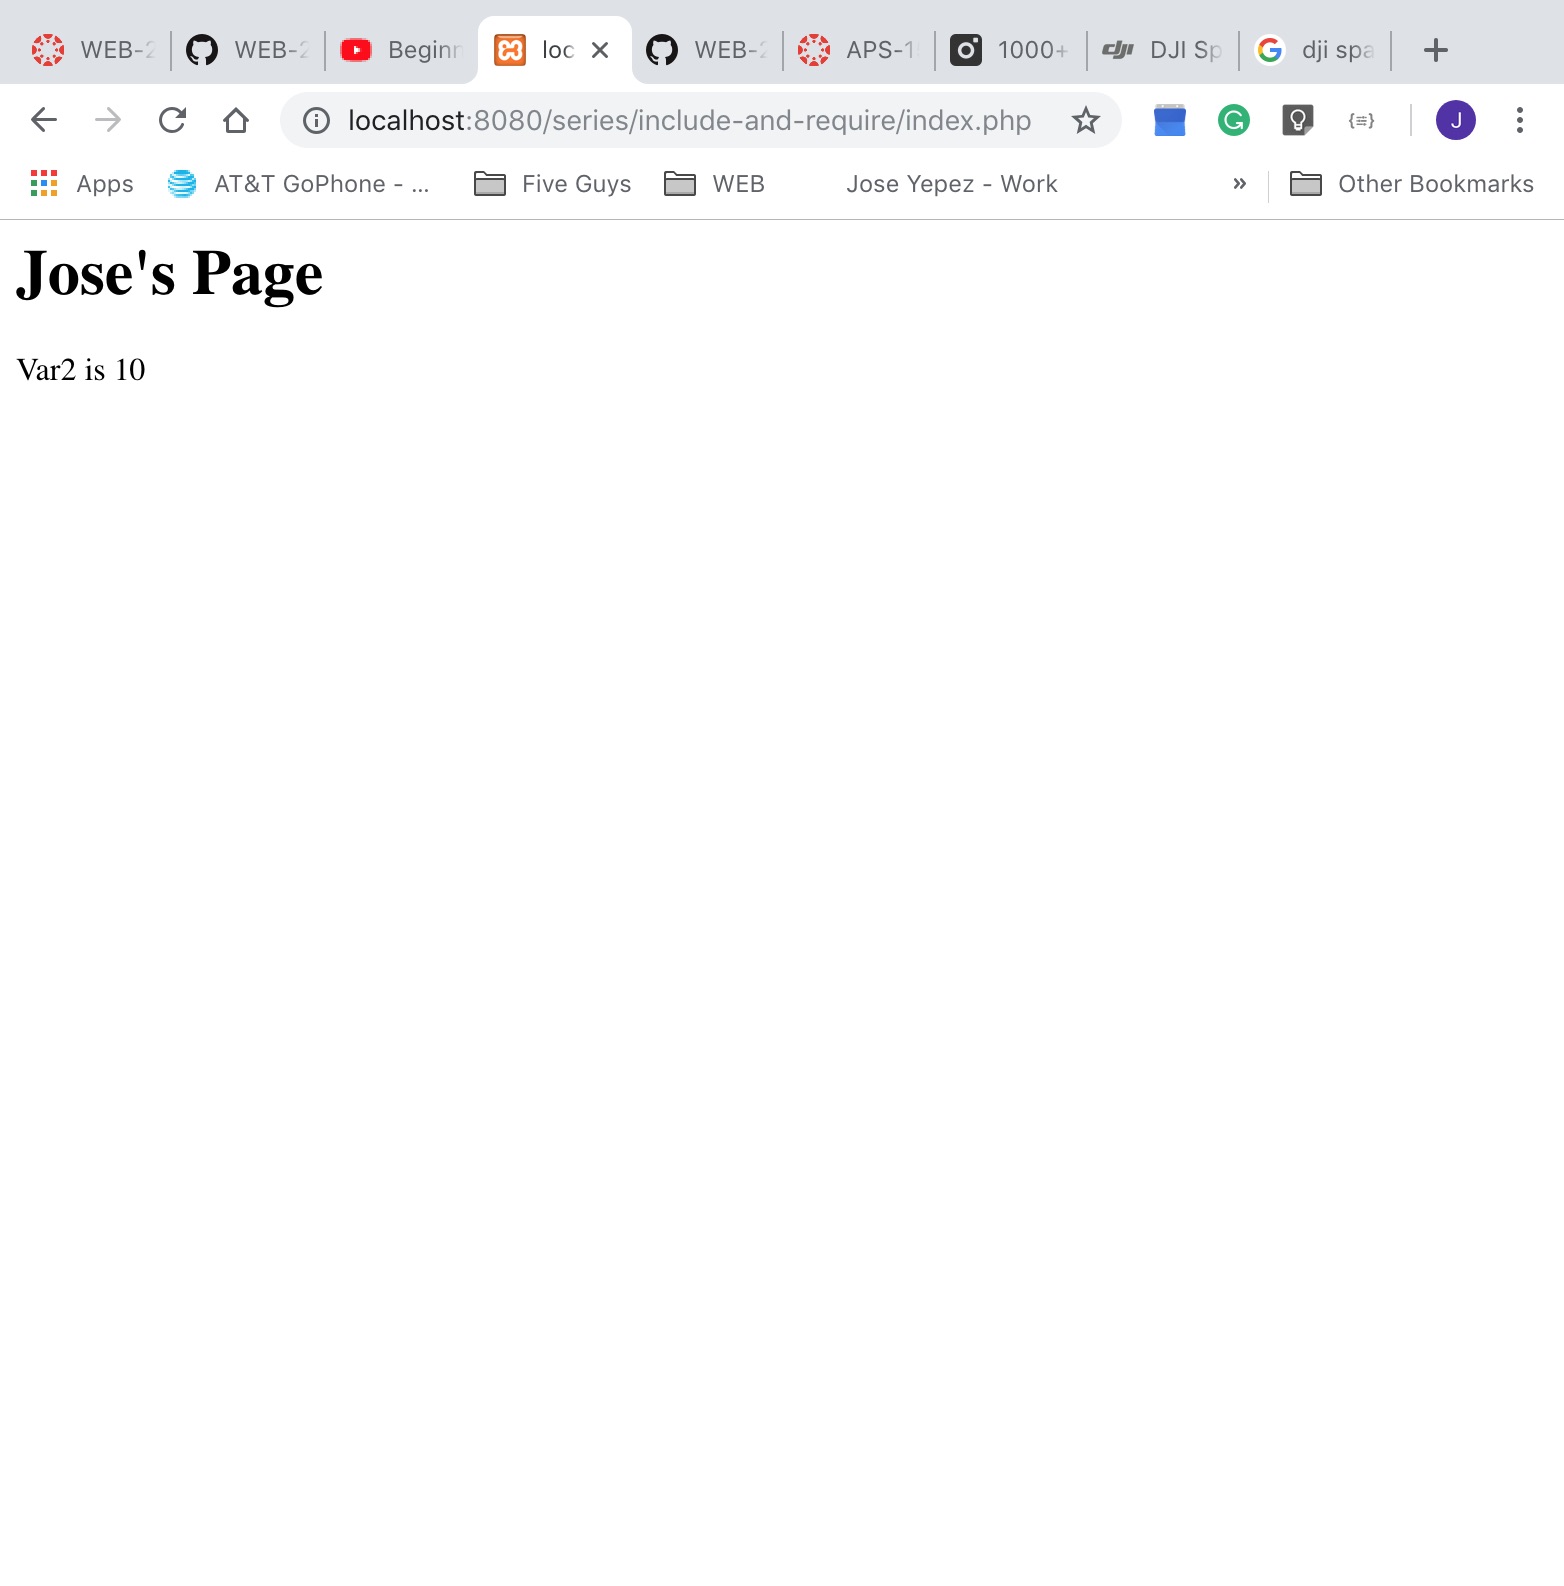 WEB-2 WEB-2 Beginn loc WEB-2 APS-1 1000+ dji DJI Sp dji spa
localhost:8080/series/include-and-require/index.php J
Apps AT&T GoPhone - ... Five Guys WEB Jose Yepez - Work » Other Bookmarks
Jose's Page
Var2 is 10